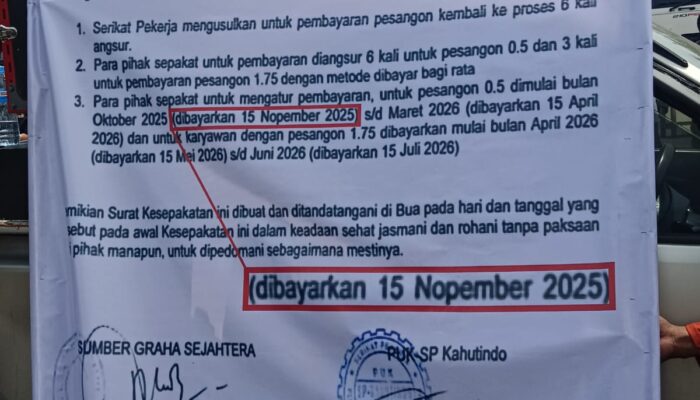 1. Serikat Pekerja mengusulkan untuk pembayaran pesangon kembali ke proses 6 kali
angsur.
2. Para pihak sepakat untuk pembayaran diangsur 6 kali untuk pesangon 0.5 dan 3 kali
untuk pembayaran pesangon 1.75 dengan metode dibayar bagi rata
3. Para pihak sepakat untuk mengatur pembayaran, untuk pesangon 0.5 dimulai bulan
Oktober 2025 (dibayarkan 15 Nopember 2025) s/d Maret 2026 (dibayarkan 15 April
2026) dan untuk karyawan dengan pesangon 1.75 dibayarkan mulai bulan April 2026
(dibayarkan 15 Mei 2026) s/d Juni 2026 (dibayarkan 15 Juli 2026)
mikian Surat Kesepakatan ini dibuat dan ditandatangani di Bua pada hari dan tanggal yang
sebut pada awal Kesepakatan ini dalam keadaan sehat jasmani dan rohani tanpa paksaan
i pihak manapun, untuk dipedomani sebagaimana mestinya.
(dibayarkan 15 Nopember 2025)
SUMBER GRAHA SEJAHTERA
PUK-SP Kahutindo
PUK